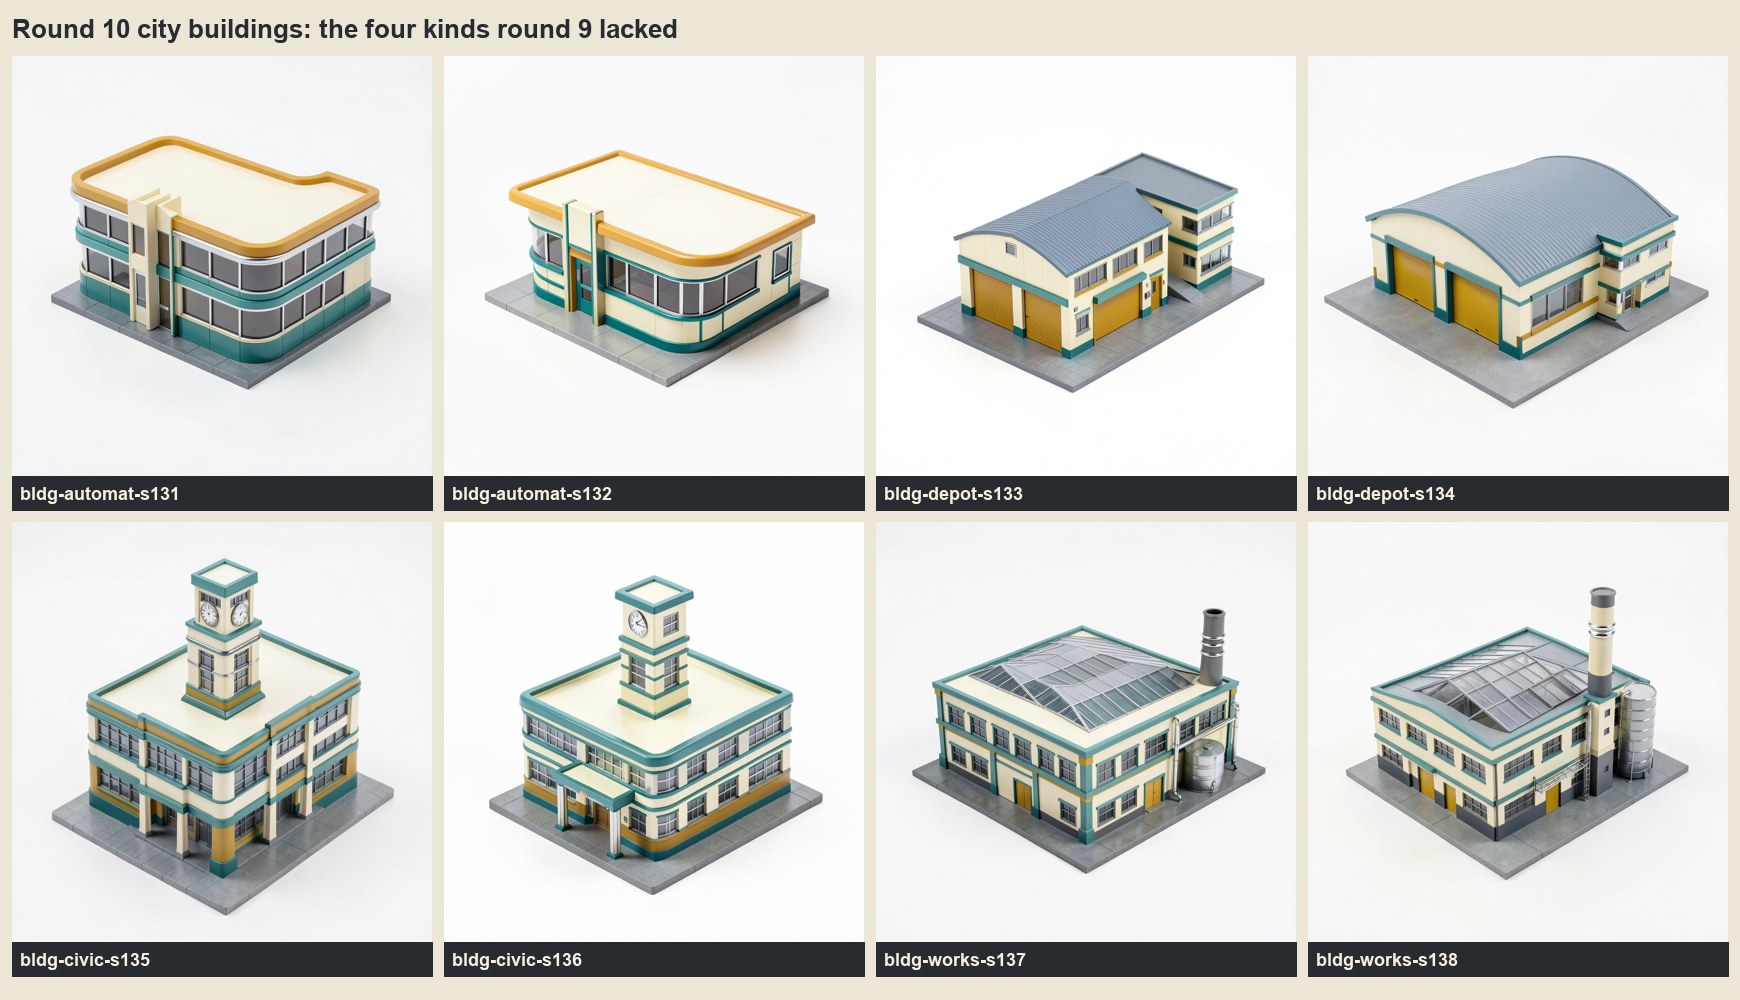 Round 10 city buildings: the four kinds round 9 lacked
bldg-automat-s131
bldg-automat-s132
bldg-depot-s133
bldg-depot-s134
bldg-civic-s135
bldg-civic-s136
bldg-works-s137
bldg-works-s138